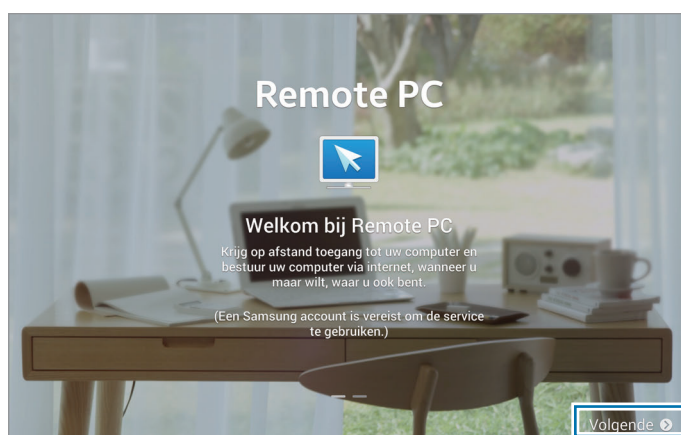 Remote PC
Welkom bij Remote PC
Krijg op afstand toegang tot uw computer en
bestuur uw computer via internet, wanneer u
maar wilt, waar u ook bent.
(Een Samsung account is vereist om de service
te gebruiken.)
Volgende